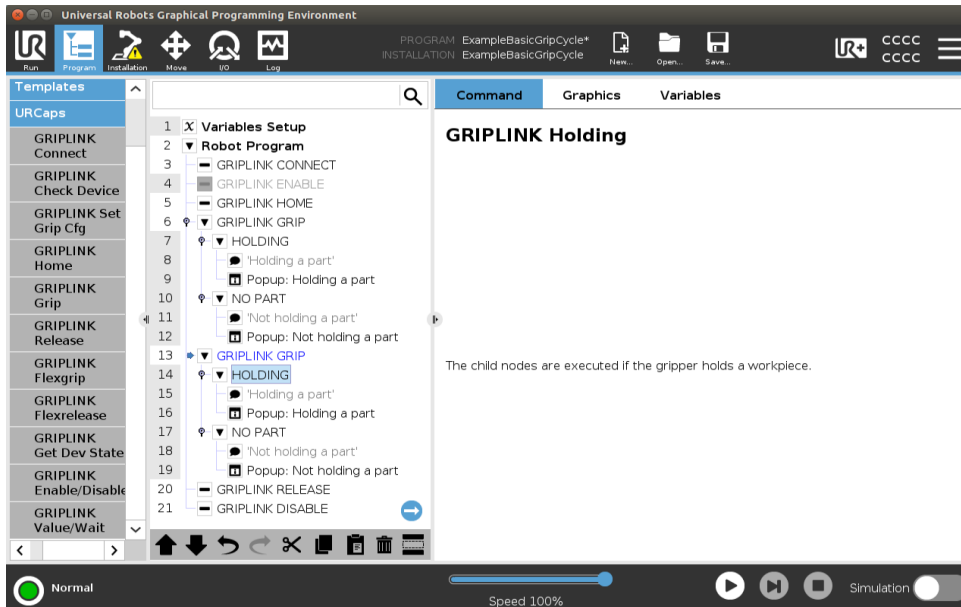 Universal Robots Graphical Programming Environment
UR
Run
Program
Installation
Move
I/O
Log
PROGRAM ExampleBasicGripCycle*
INSTALLATION ExampleBasicGripCycle
New...
Open...
Save...
UR+
CCCC
CCCC
Templates
URCaps
GRIPLINK
Connect
GRIPLINK
Check Device
GRIPLINK Set
Grip Cfg
GRIPLINK
Home
GRIPLINK
Grip
GRIPLINK
Release
GRIPLINK
Flexgrip
GRIPLINK
Flexrelease
GRIPLINK
Get Dev State
GRIPLINK
Enable/Disable
GRIPLINK
Value/Wait
1 X Variables Setup
2 Robot Program
3 GRIPLINK CONNECT
4 GRIPLINK ENABLE
5 GRIPLINK HOME
6 GRIPLINK GRIP
7 HOLDING
8 'Holding a part'
9 Popup: Holding a part
10 NO PART
11 'Not holding a part'
12 Popup: Not holding a part
13 GRIPLINK GRIP
14 HOLDING
15 'Holding a part'
16 Popup: Holding a part
17 NO PART
18 'Not holding a part'
19 Popup: Not holding a part
20 GRIPLINK RELEASE
21 GRIPLINK DISABLE
Command Graphics Variables
GRIPLINK Holding
The child nodes are executed if the gripper holds a workpiece.
Normal
Speed 100%
Simulation